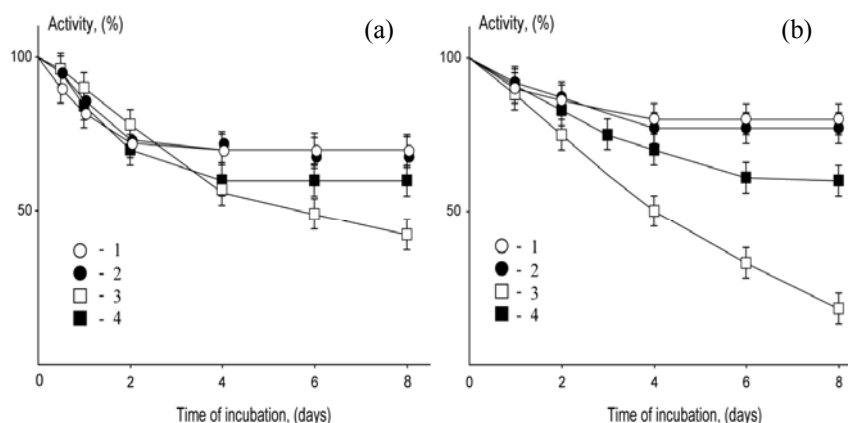 Activity, (%)
(a)
100
50
- 1
- 2
- 3
- 4
0 2 4 6 8
Time of incubation, (days)
Activity, (%)
(b)
100
50
- 1
- 2
- 3
- 4
0 2 4 6 8
Time of incubation, (days)